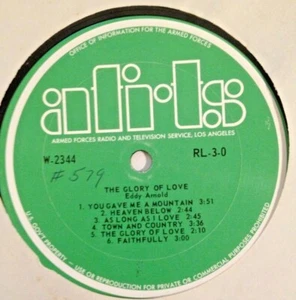 OFFICE OF INFORMATION FOR THE ARMED FORCES
afrts
ARMED FORCES RADIO AND TELEVISION SERVICE, LOS ANGELES
W-2344
RL-3-0
#579
THE GLORY OF LOVE
Eddy Arnold
1. YOU GAVE ME A MOUNTAIN 3:51
2. HEAVEN BELOW 2:44
3. AS LONG AS I LOVE 2:45
4. TOWN AND COUNTRY 3:36
5. THE GLORY OF LOVE 2:10
6. FAITHFULLY 3:00
U.S. GOVT. PROPERTY — USE OR REPRODUCTION FOR PRIVATE OR COMMERCIAL PURPOSES PROHIBITED